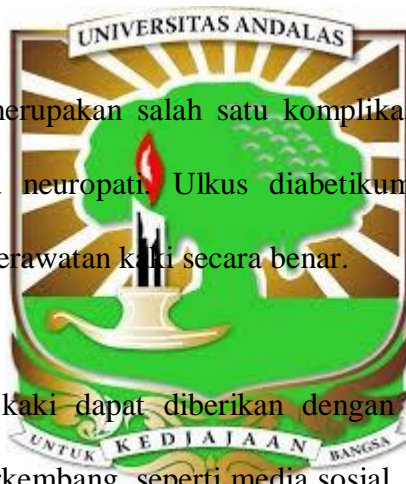 UNIVERSITAS ANDALAS
merupakan salah satu komplika
neuropati. Ulkus diabetikum
erawatan kaki secara benar.
kaki dapat diberikan dengan
UNTUK KEDJAJAAN BANGSA
rkembang, seperti media sosial